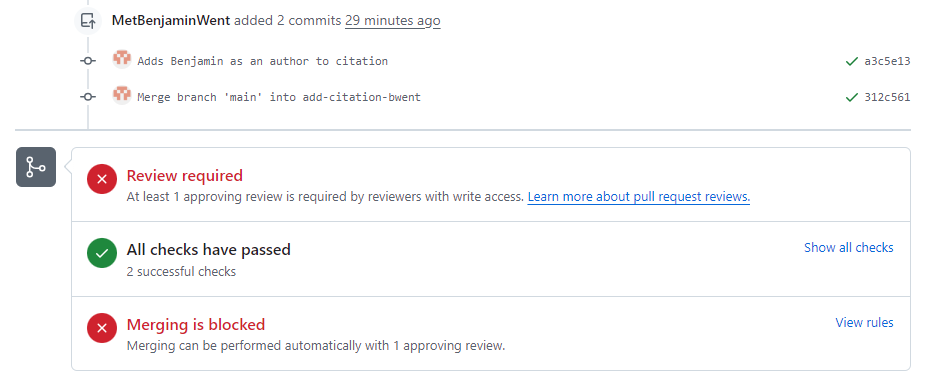 MetBenjaminWent added 2 commits 29 minutes ago
Adds Benjamin as an author to citation a3c5e13
Merge branch 'main' into add-citation-bwent 312c561
Review required
At least 1 approving review is required by reviewers with write access. Learn more about pull request reviews.
All checks have passed Show all checks
2 successful checks
Merging is blocked View rules
Merging can be performed automatically with 1 approving review.